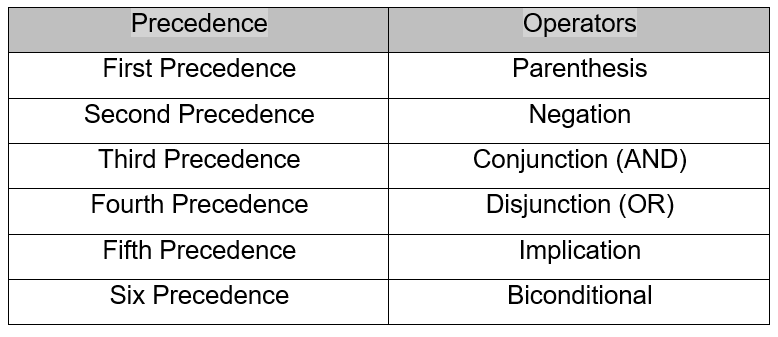 Precedence Operators
First Precedence Parenthesis
Second Precedence Negation
Third Precedence Conjunction (AND)
Fourth Precedence Disjunction (OR)
Fifth Precedence Implication
Six Precedence Biconditional